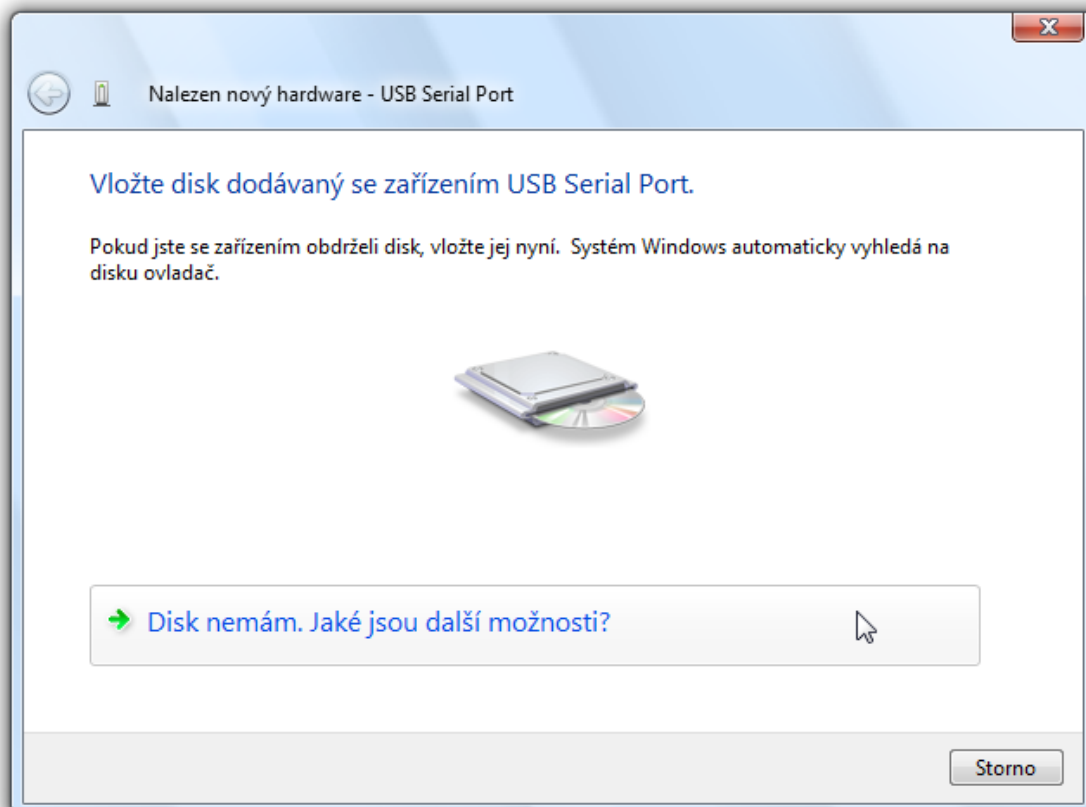 Nalezen nový hardware - USB Serial Port
Vložte disk dodávaný se zařízením USB Serial Port.
Pokud jste se zařízením obdrželi disk, vložte jej nyní.  Systém Windows automaticky vyhledá na
disku ovladač.
Disk nemám. Jaké jsou další možnosti?
Storno